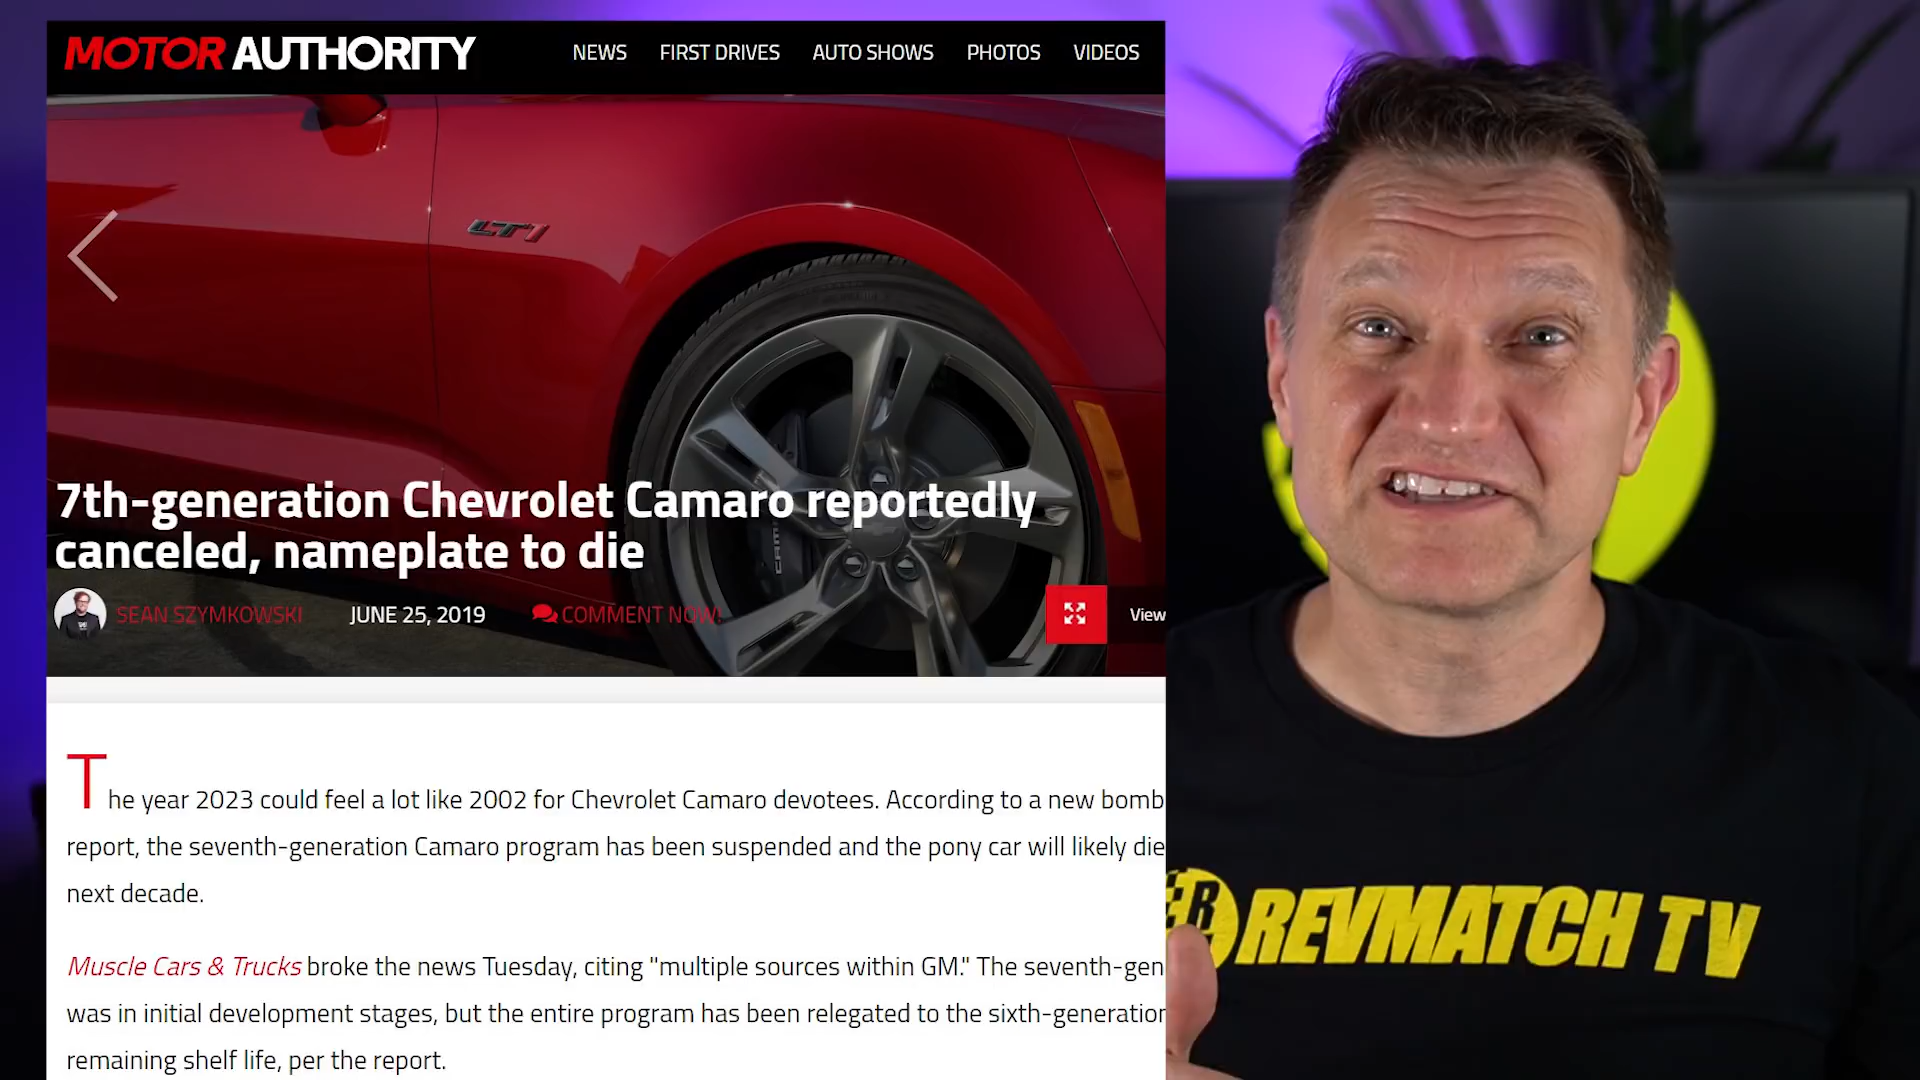 MOTOR AUTHORITY
NEWS FIRST DRIVES AUTO SHOWS PHOTOS VIDEOS
LT1
7th-generation Chevrolet Camaro reportedly
canceled, nameplate to die
SEAN SZYMKOWSKI JUNE 25, 2019 COMMENT NOW!
View
The year 2023 could feel a lot like 2002 for Chevrolet Camaro devotees. According to a new bomb
report, the seventh-generation Camaro program has been suspended and the pony car will likely die
next decade.
Muscle Cars & Trucks broke the news Tuesday, citing "multiple sources within GM." The seventh-gen
was in initial development stages, but the entire program has been relegated to the sixth-generation
remaining shelf life, per the report.
R REVMATCH TV